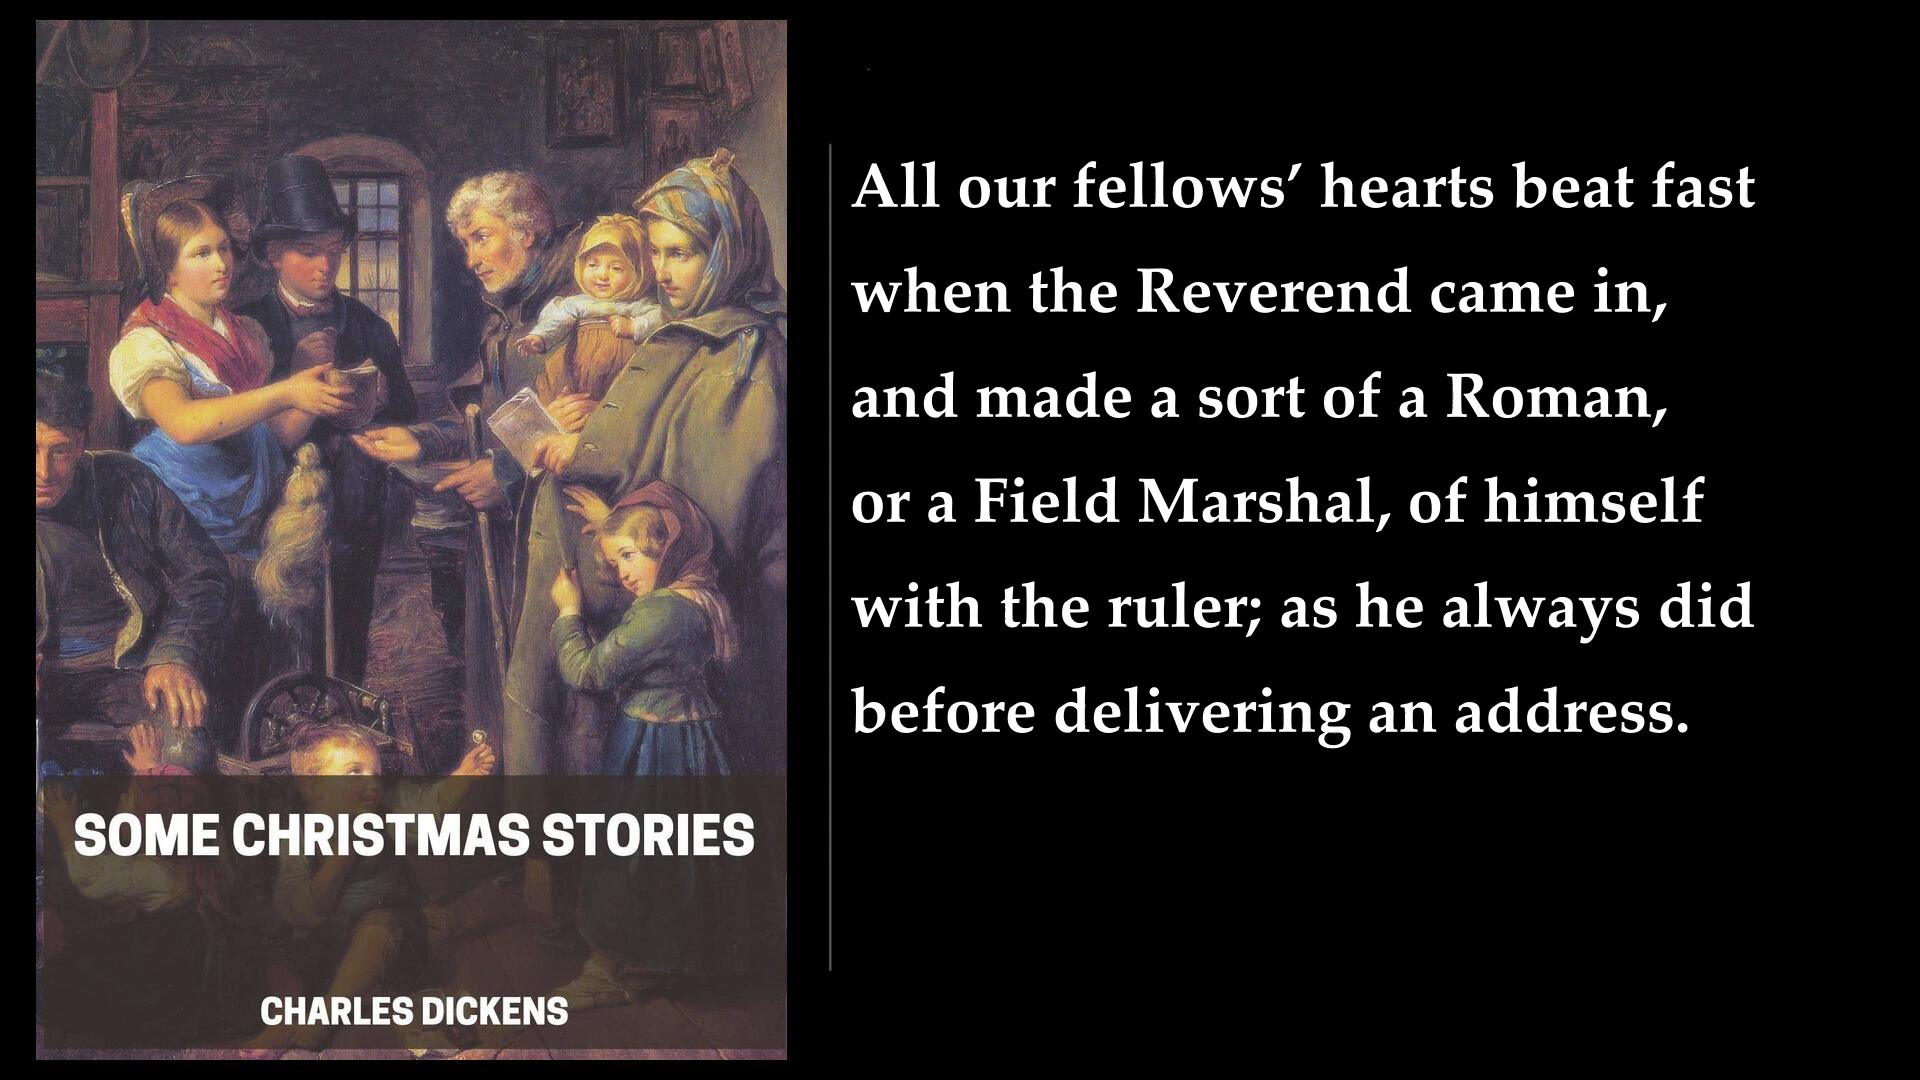 All our fellows’ hearts beat fast
when the Reverend came in,
and made a sort of a Roman,
or a Field Marshal, of himself
with the ruler; as he always did
before delivering an address.
SOME CHRISTMAS STORIES
CHARLES DICKENS